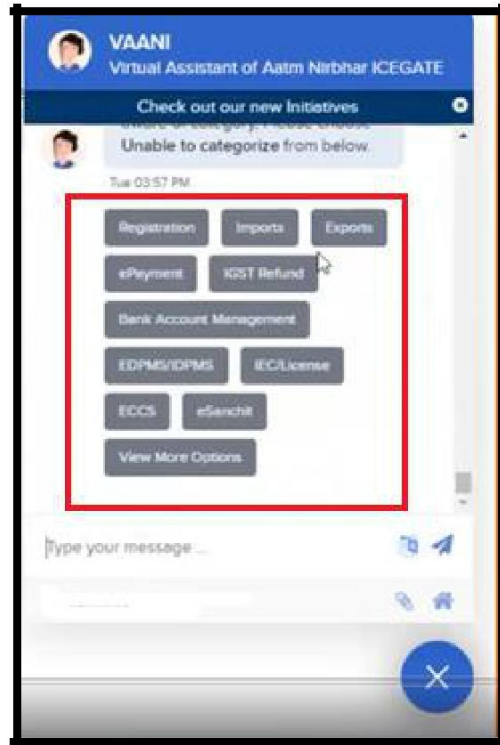 VAANI
Virtual Assistant of Aatm Nirbhar ICEGATE
Check out our new Initiatives
Unable to categorize from below.
Tue 03:57 PM
Registration Imports Exports
ePayment IGST Refund
Bank Account Management
EDPMS/IDPMS IEC/License
ECCS eSanchit
View More Options
Type your message ...